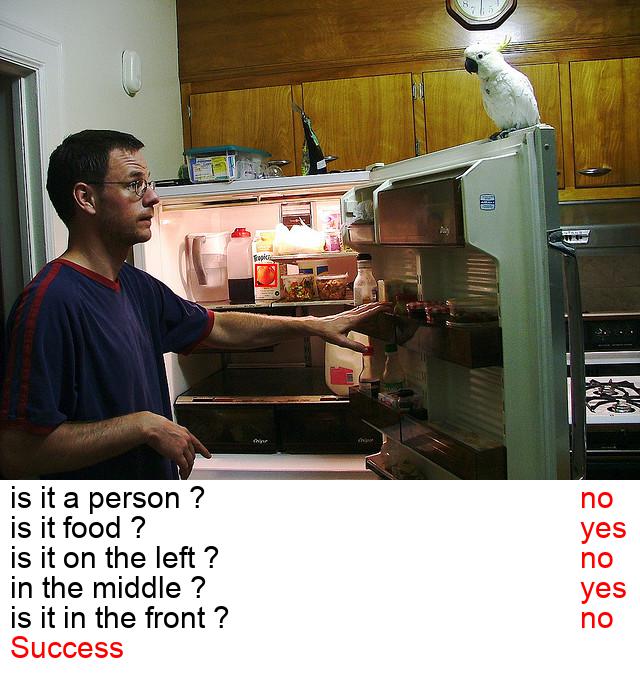 Tropic
is it a person ? no
is it food ? yes
is it on the left ? no
in the middle ? yes
is it in the front ? no
Success